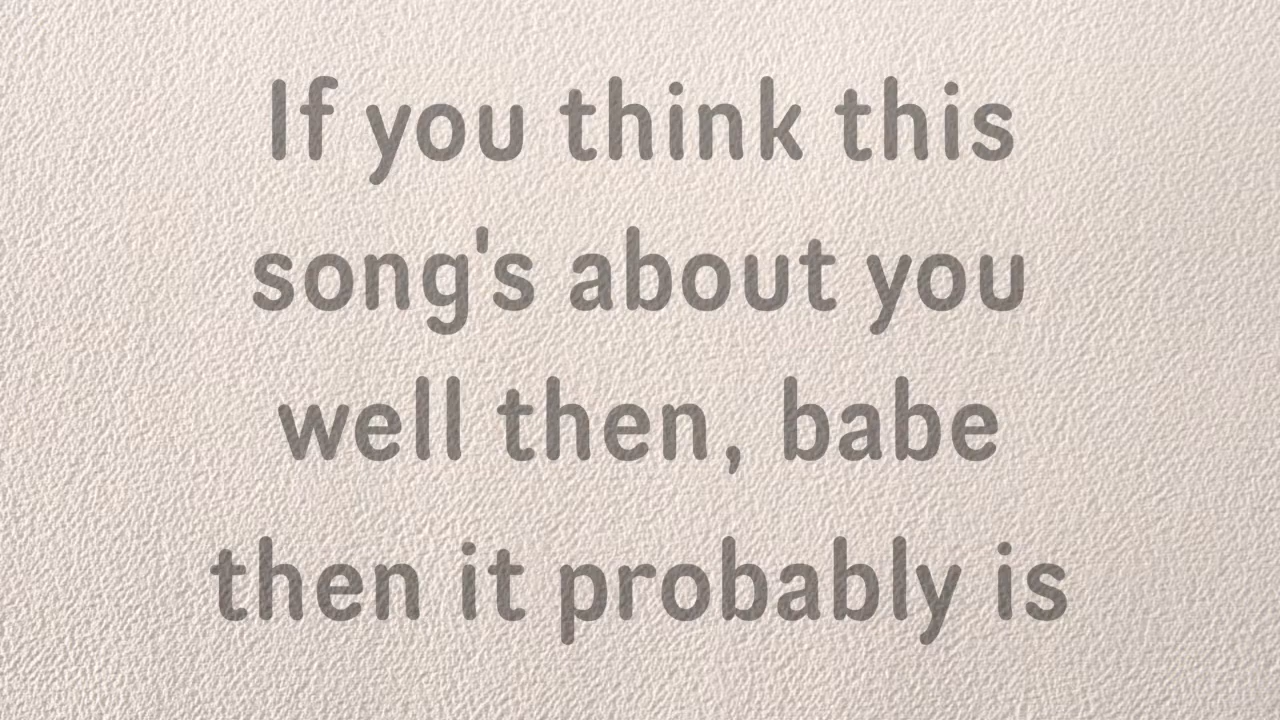 If you think this
song's about you
well then, babe
then it probably is